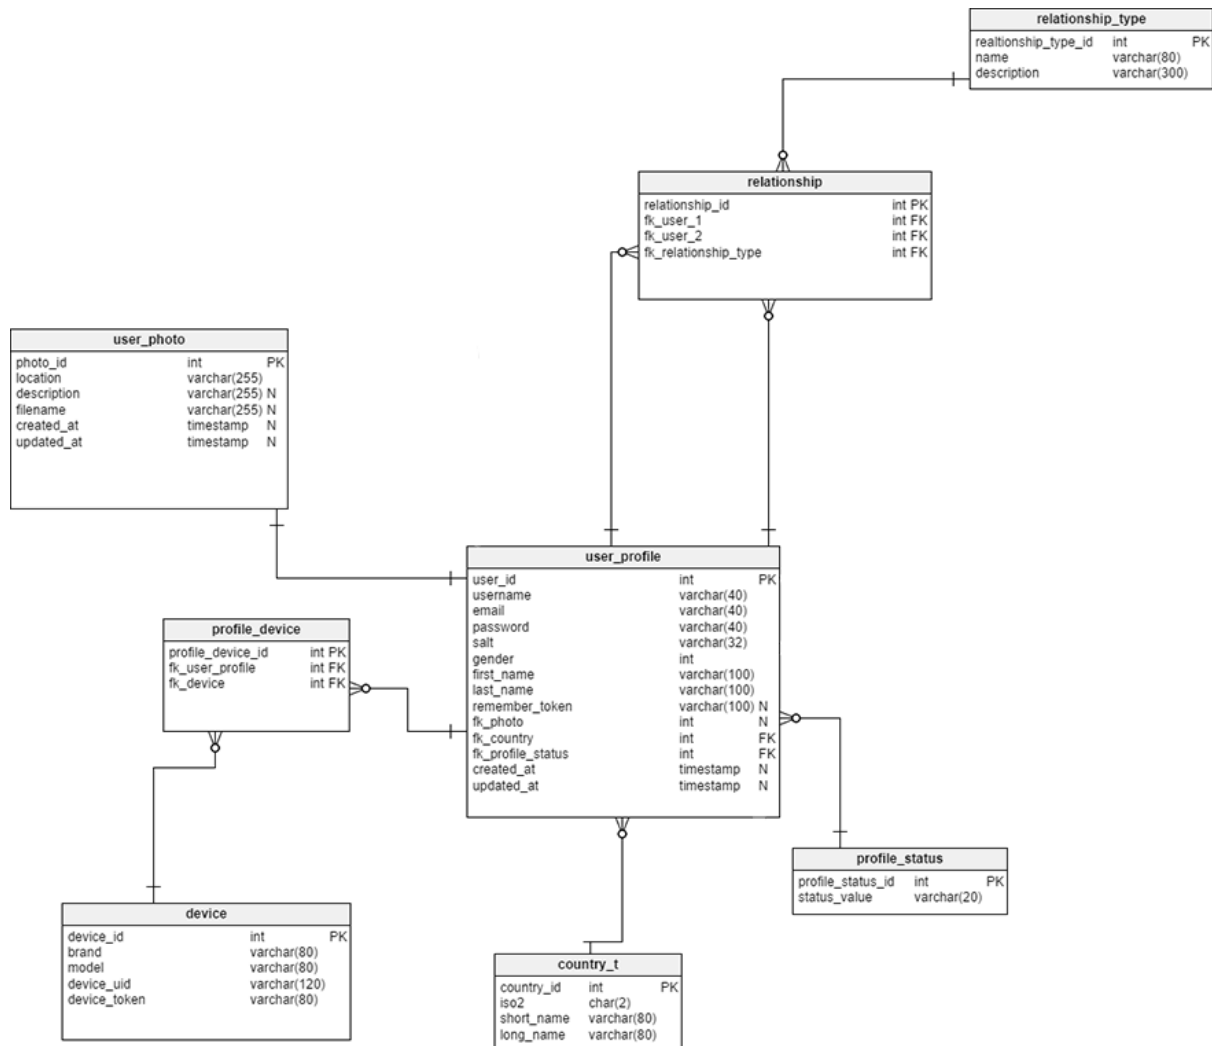 relationship_type
realtionship_type_id int PK
name varchar(80)
description varchar(300)
relationship
relationship_id int PK
fk_user_1 int FK
fk_user_2 int FK
fk_relationship_type int FK
user_photo
photo_id int PK
location varchar(255)
description varchar(255) N
filename varchar(255) N
created_at timestamp N
updated_at timestamp N
user_profile
user_id int PK
username varchar(40)
email varchar(40)
password varchar(40)
salt varchar(32)
gender int
first_name varchar(100)
last_name varchar(100)
remember_token varchar(100) N
fk_photo int N
fk_country int FK
fk_profile_status int FK
created_at timestamp N
updated_at timestamp N
profile_device
profile_device_id int PK
fk_user_profile int FK
fk_device int FK
profile_status
profile_status_id int PK
status_value varchar(20)
device
device_id int PK
brand varchar(80)
model varchar(80)
device_uid varchar(120)
device_token varchar(80)
country_t
country_id int PK
iso2 char(2)
short_name varchar(80)
long_name varchar(80)